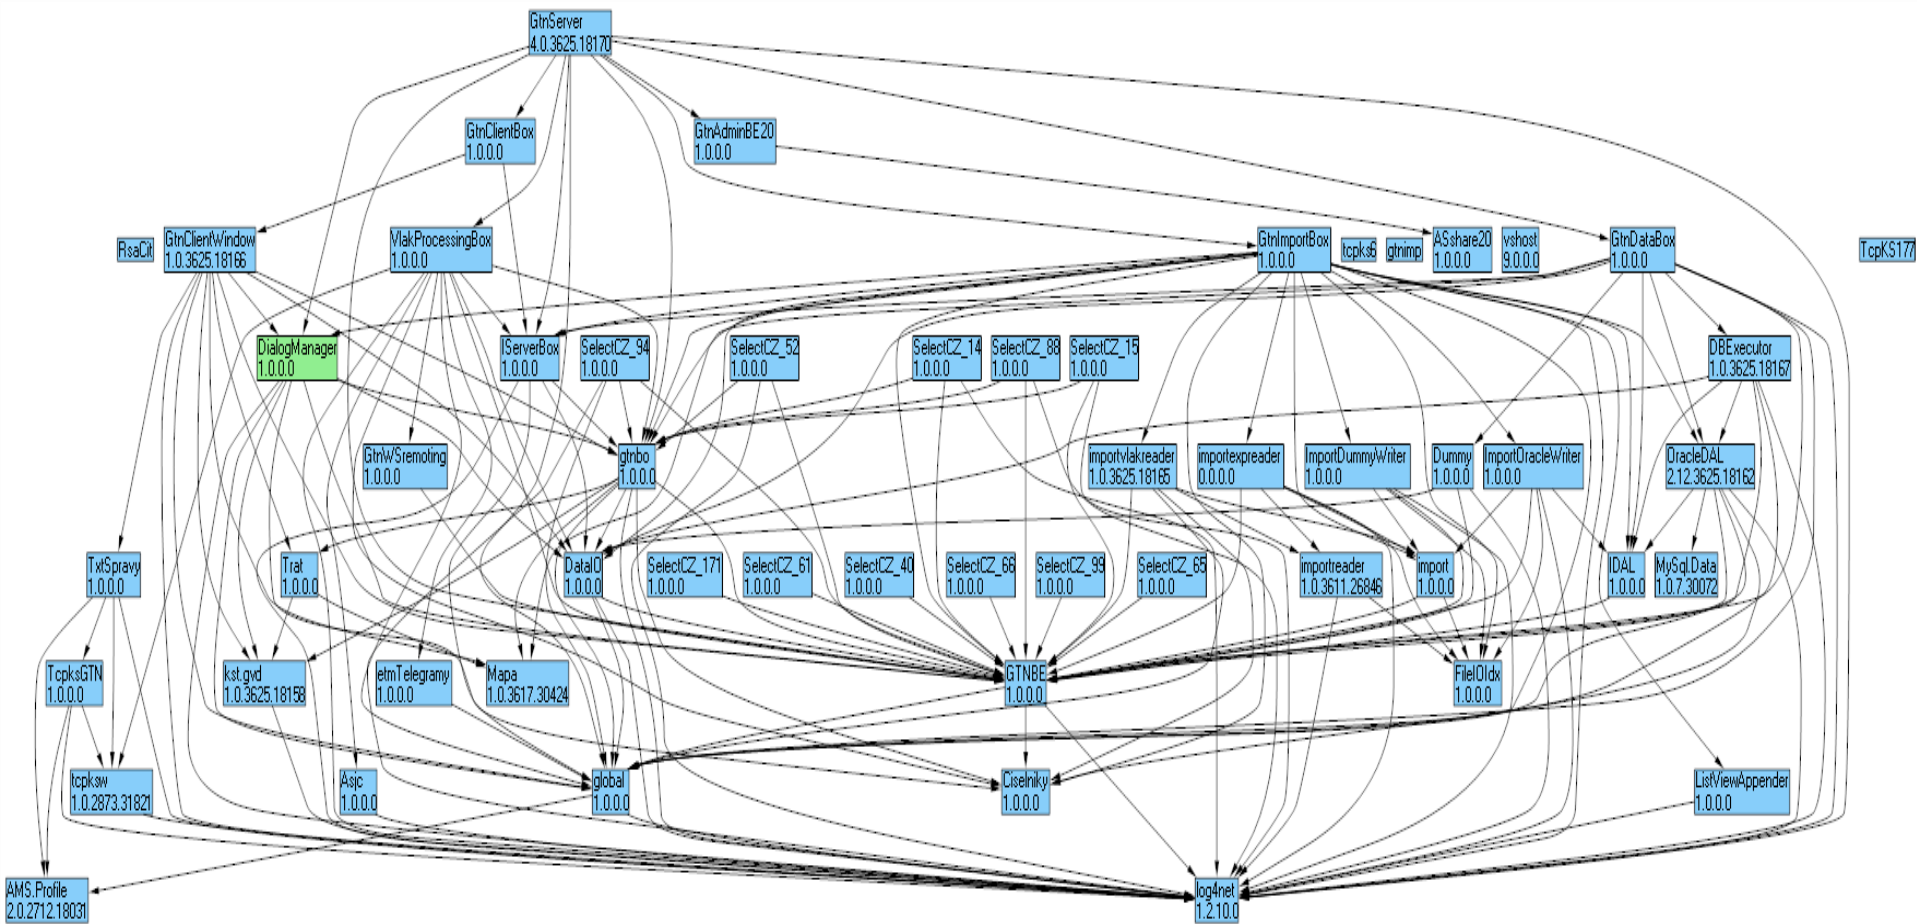 GtnServer
4.0.3625.18170
GtnClientBox
1.0.0.0
GtnAdminBE20
1.0.0.0
RsaCit
GtnClientWindow
1.0.3625.18166
VlakProcessingBox
1.0.0.0
GtnImportBox
1.0.0.0
tcpks6
gtnimp
ASshare20
1.0.0.0
vshost
9.0.0.0
GtnDataBox
1.0.0.0
TcpKS177
DialogManager
1.0.0.0
IServerBox
1.0.0.0
SelectCZ_94
1.0.0.0
SelectCZ_52
1.0.0.0
SelectCZ_14
1.0.0.0
SelectCZ_88
1.0.0.0
SelectCZ_15
1.0.0.0
DBExecutor
1.0.3625.18167
GtnWSremoting
1.0.0.0
gtnbo
1.0.0.0
importvlakreader
1.0.3625.18165
importexpreader
0.0.0.0
ImportDummyWriter
1.0.0.0
Dummy
1.0.0.0
ImportOracleWriter
1.0.0.0
OracleDAL
2.12.3625.18162
TxtSpravy
1.0.0.0
Trat
1.0.0.0
DataIO
1.0.0.0
SelectCZ_171
1.0.0.0
SelectCZ_61
1.0.0.0
SelectCZ_40
1.0.0.0
SelectCZ_66
1.0.0.0
SelectCZ_99
1.0.0.0
SelectCZ_65
1.0.0.0
importreader
1.0.3611.26846
import
1.0.0.0
IDAL
1.0.0.0
MySql.Data
1.0.7.30072
TcpksGTN
1.0.0.0
kst.gvd
1.0.3625.18158
etmTelegramy
1.0.0.0
Mapa
1.0.3617.30424
GTNBE
1.0.0.0
FileIOIdx
1.0.0.0
tcpksw
1.0.2873.31821
Asjc
1.0.0.0
global
1.0.0.0
Ciselniky
1.0.0.0
ListViewAppender
1.0.0.0
AMS.Profile
2.0.2712.18031
log4net
1.2.10.0